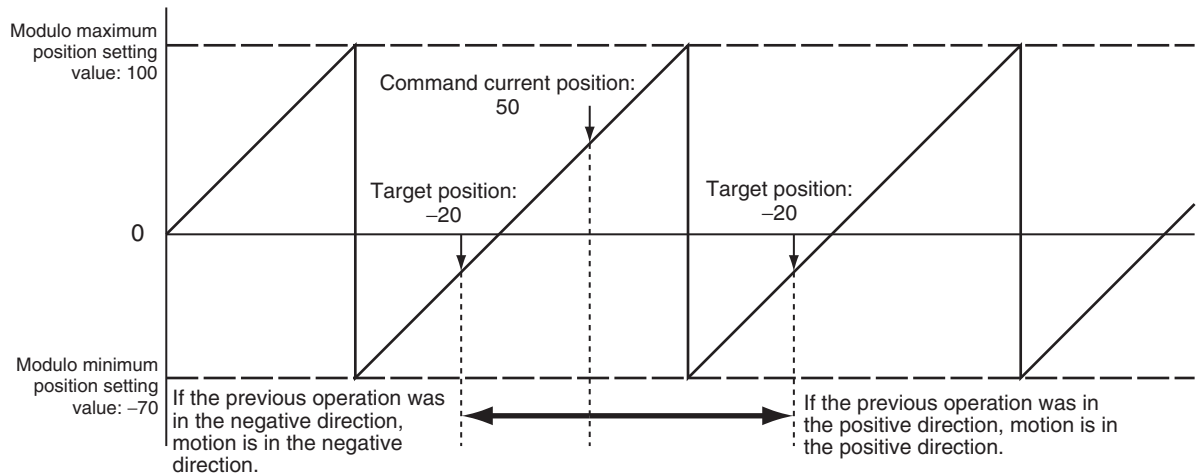 Modulo maximum
position setting
value: 100
Command current position:
50
Target position:
–20
Target position:
–20
0
Modulo minimum
position setting
value: –70
If the previous operation was
in the negative direction,
motion is in the negative
direction.
If the previous operation was in
the positive direction, motion is in
the positive direction.